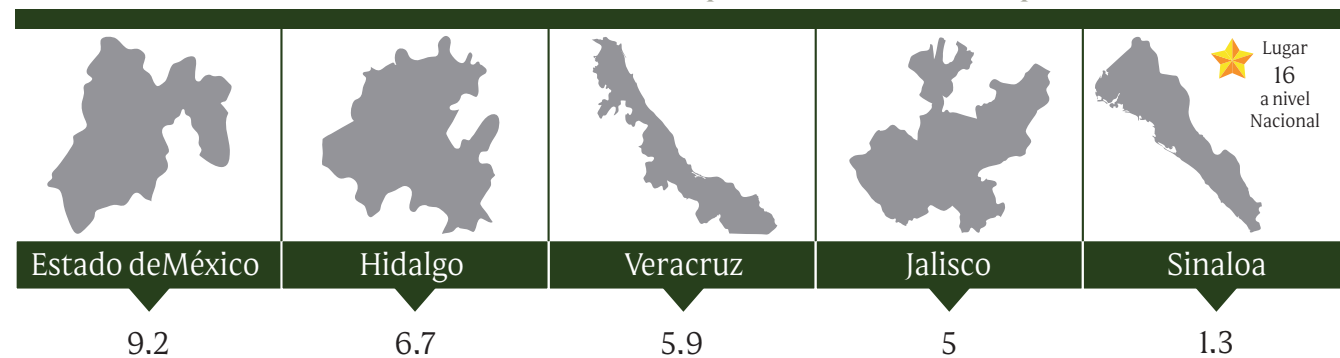 Lugar
16
a nivel
Nacional
Estado deMéxico
Hidalgo
Veracruz
Jalisco
Sinaloa
9.2
6.7
5.9
5
1.3